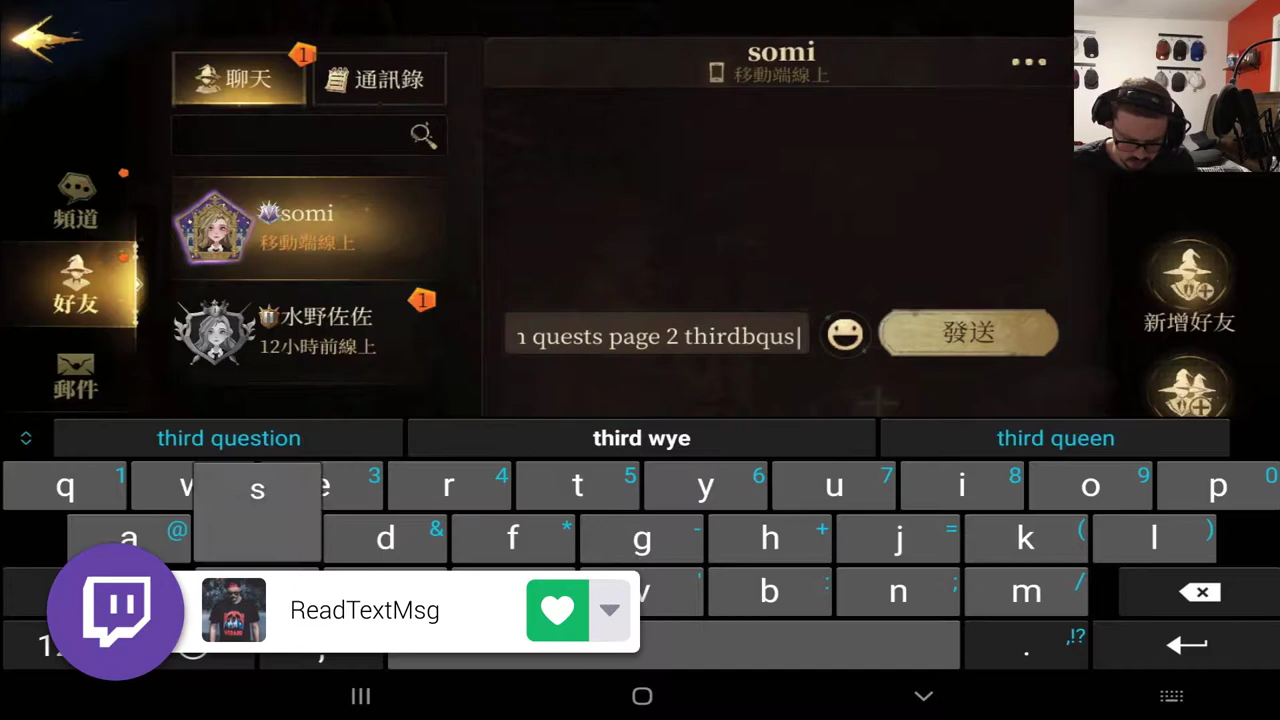 聊天
1
通訊錄
somi
移動端線上
頻道
好友
郵件
somi
移動端線上
水野佐佐
1
12小時前線上
quests page 2 thirdbqus
發送
新增好友
third question
third wye
third queen
q 1 w e 3 r 4 t 5 y 6 u 7 i 8 o 9 p 0
a @ s d & f * g - h + j = k ( l )
v ' b : n ; m /
. ,!?
ReadTextMsg